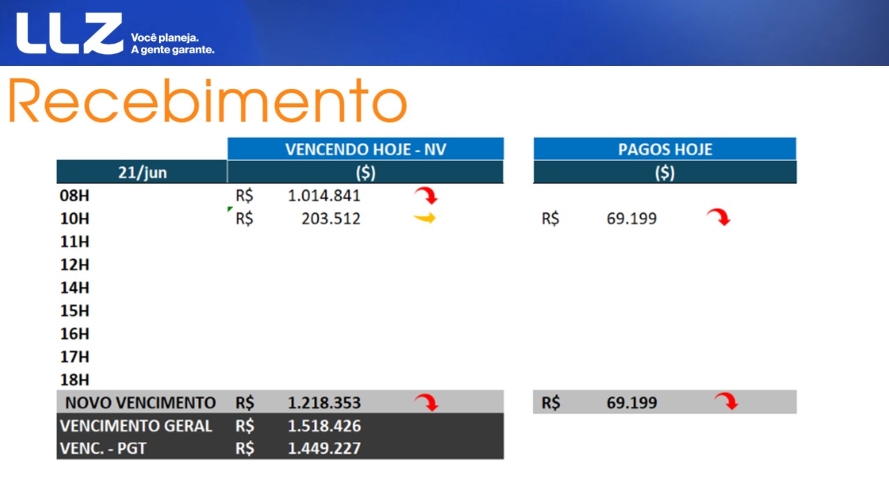 LLZ
Você planeja.
A gente garante.
Recebimento
VENCENDO HOJE - NV PAGOS HOJE
21/jun ($) ($)
08H R$ 1.014.841
10H R$ 203.512 R$ 69.199
11H
12H
14H
15H
16H
17H
18H
NOVO VENCIMENTO R$ 1.218.353 R$ 69.199
VENCIMENTO GERAL R$ 1.518.426
VENC. - PGT R$ 1.449.227